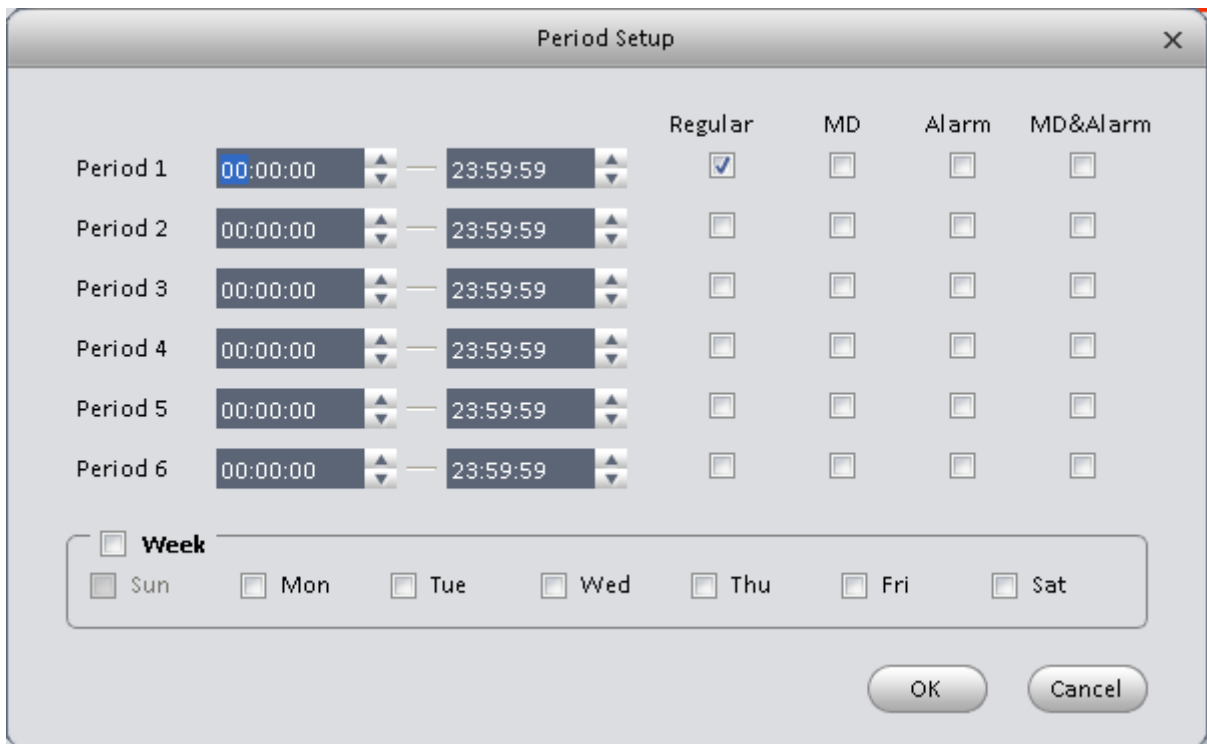 Period Setup
Regular MD Alarm MD&Alarm
Period 1 00:00:00 — 23:59:59
Period 2 00:00:00 — 23:59:59
Period 3 00:00:00 — 23:59:59
Period 4 00:00:00 — 23:59:59
Period 5 00:00:00 — 23:59:59
Period 6 00:00:00 — 23:59:59
Week
Sun Mon Tue Wed Thu Fri Sat
OK Cancel